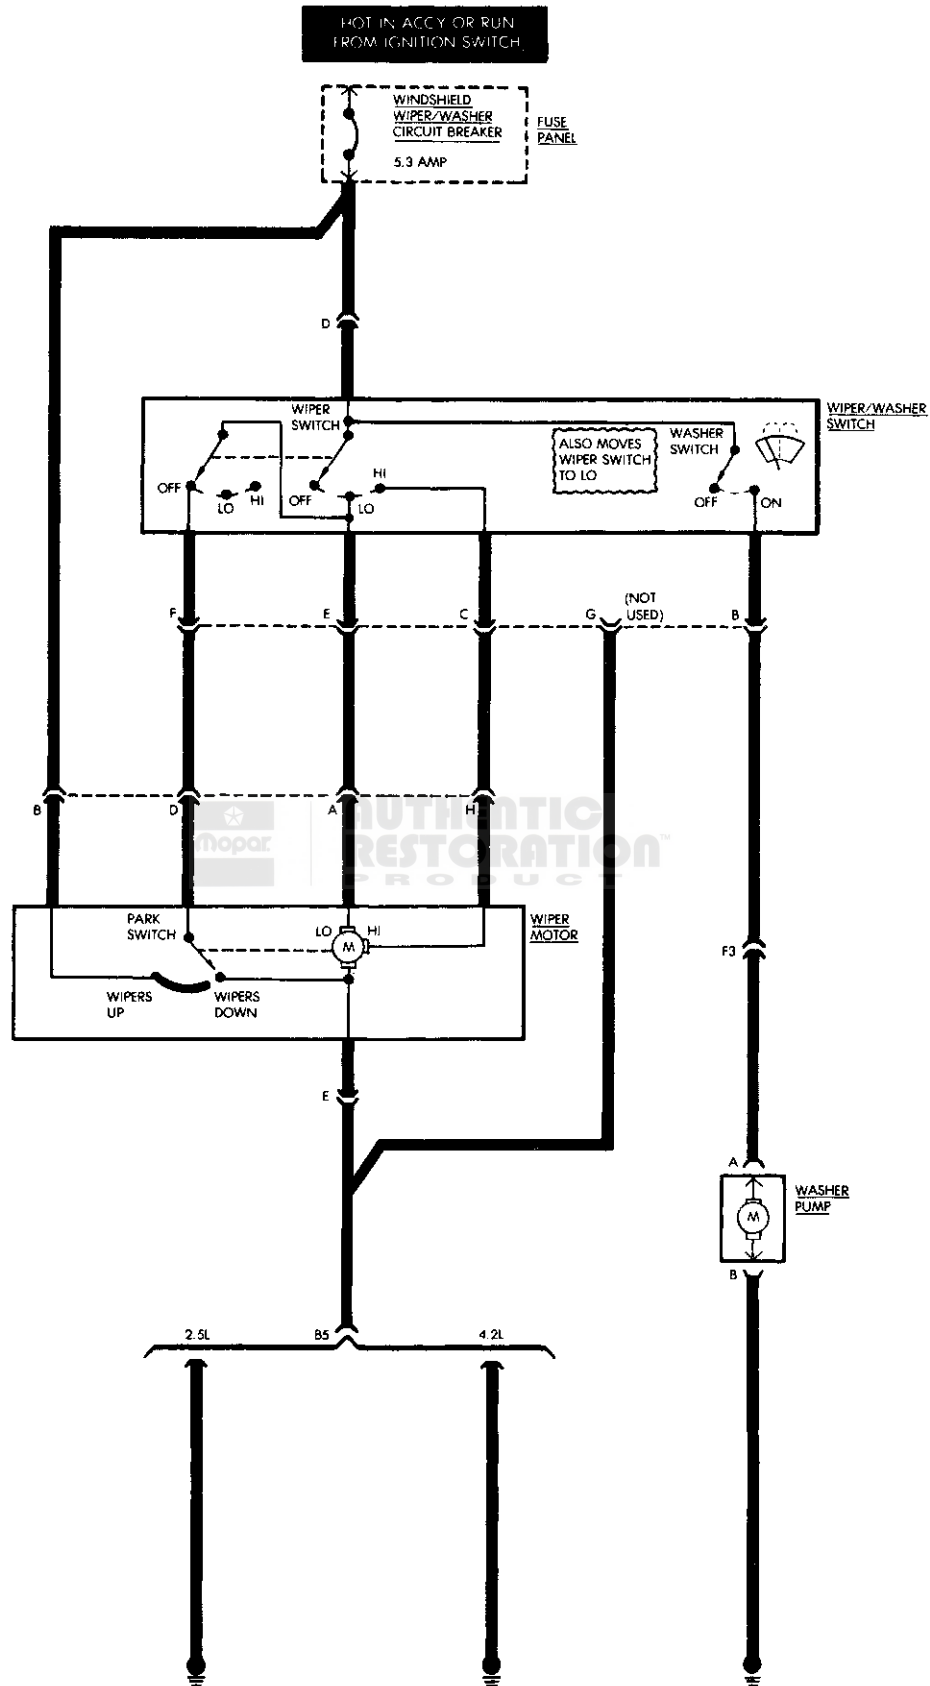 HOT IN ACCY OR RUN
FROM IGNITION SWITCH
WINDSHIELD
WIPER/WASHER
CIRCUIT BREAKER
5.3 AMP
FUSE
PANEL
D
WIPER
SWITCH
WIPER/WASHER
SWITCH
ALSO MOVES
WIPER SWITCH
TO LO
WASHER
SWITCH
OFF
LO
HI
OFF
LO
HI
OFF
ON
F
E
C
G
(NOT
USED)
B
B
D
A
H
Mopar
AUTHENTIC
RESTORATION™
PRODUCT
PARK
SWITCH
LO
HI
M
WIPER
MOTOR
WIPERS
UP
WIPERS
DOWN
F3
E
A
M
WASHER
PUMP
B
2.5L
B5
4.2L